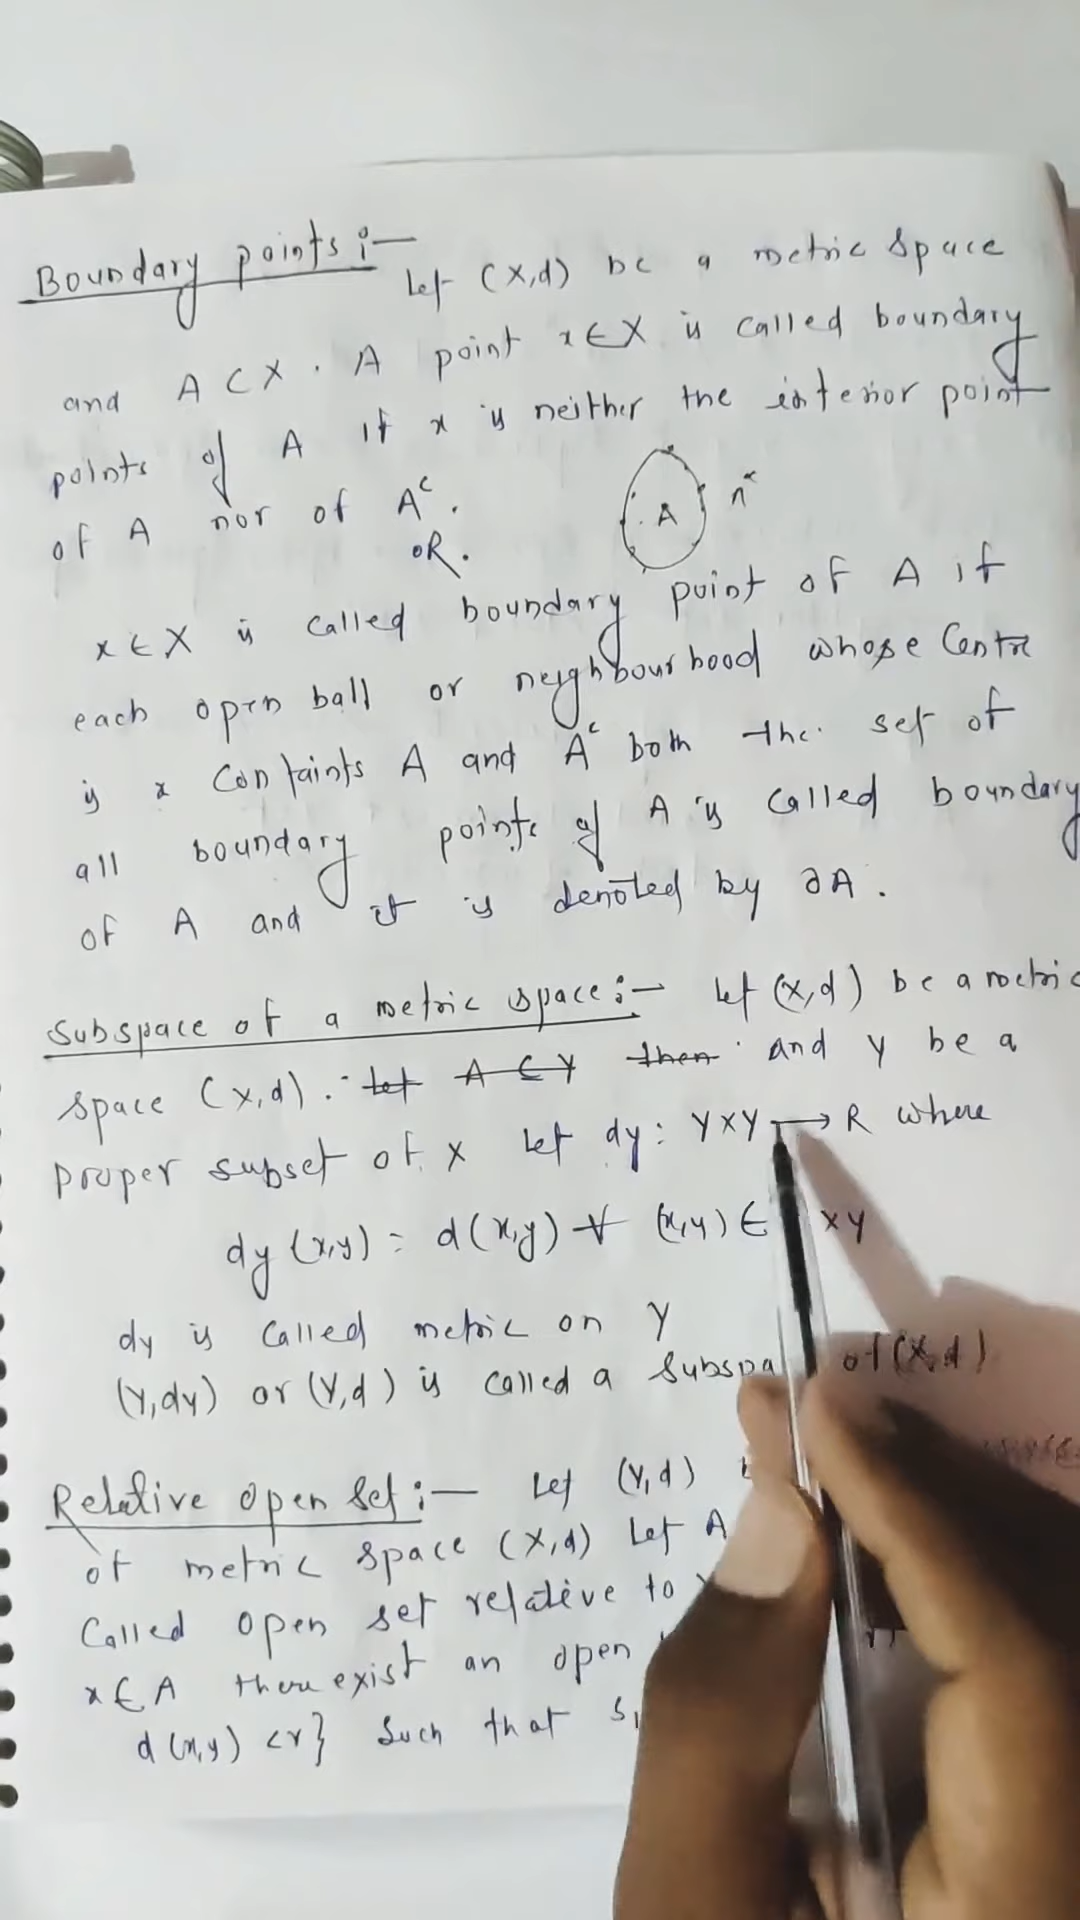 Boundary points :-
Let (X,d) be a metric space
and A ⊂ X . A point x ∈ X is called boundary
points of A if x is neither the interior point
of A nor of Aᶜ.
A
OR.
x ∈ X is called boundary point of A if
each open ball or neighbourhood whose Centre
is x Containts A and Aᶜ both the set of
all boundary points of A is called boundary
of A and it is denoted by ∂A.
Subspace of a metric space :- Let (X,d) be a metric
space (X,d). Let A ⊂ Y then and Y be a
proper subset of X Let dy: Y×Y → R where
dy (x,y) = d(x,y) ∀ (x,y) ∈ ×Y
dy is called metric on Y
(Y,dy) or (Y,d) is called a Subspa of (X,d)
Relative Open Set :- Let (Y,d)
of metric space (X,d) Let A
Called open set relative to
x ∈ A there exist an open
d(x,y) <r} Such that